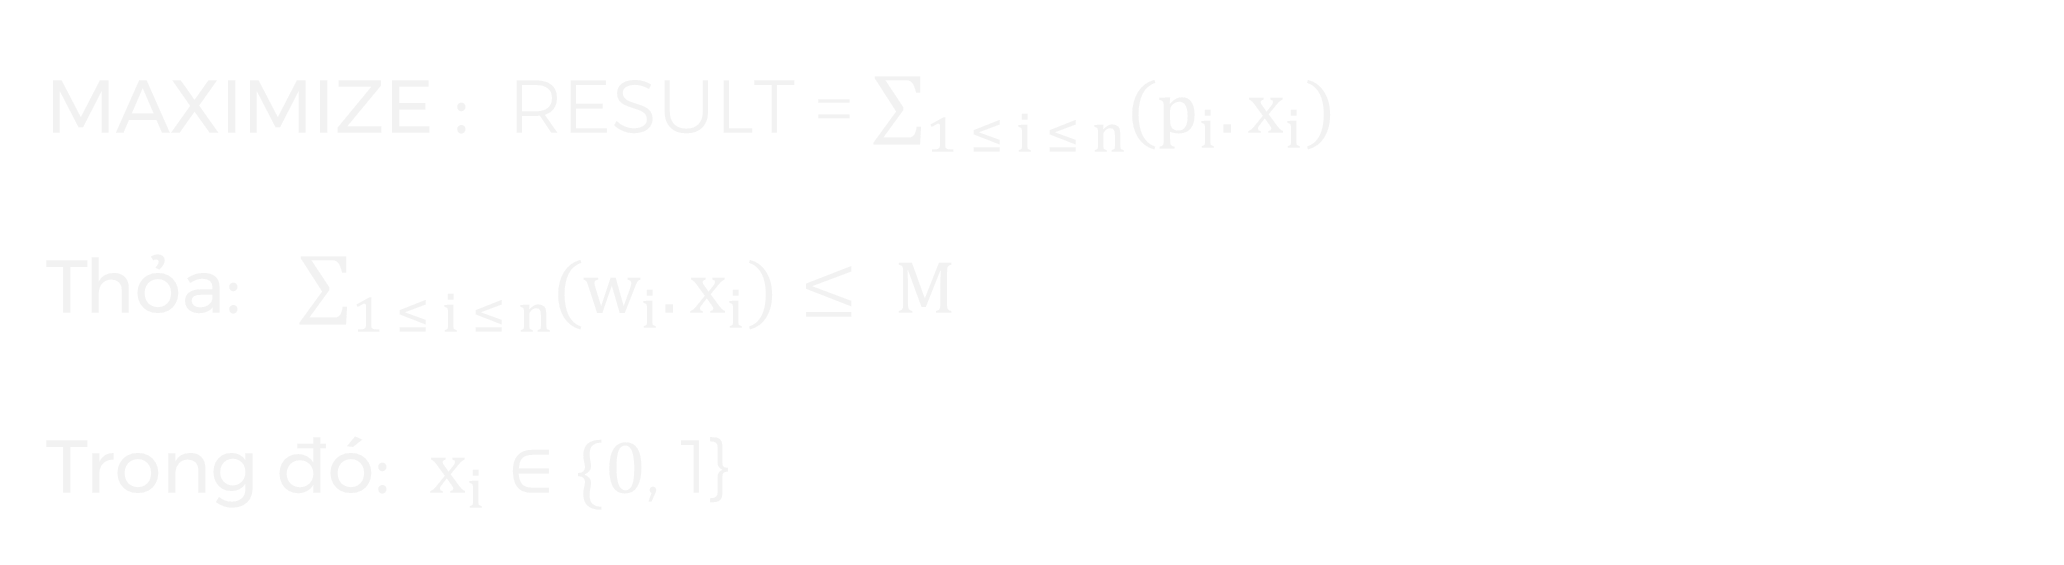 MAXIMIZE : RESULT = ∑₁ ≤ ᵢ ≤ ₙ(pᵢ. xᵢ)
Thỏa: ∑₁ ≤ ᵢ ≤ ₙ(wᵢ. xᵢ) ≤ M
Trong đó: xᵢ ∈ {0, 1}